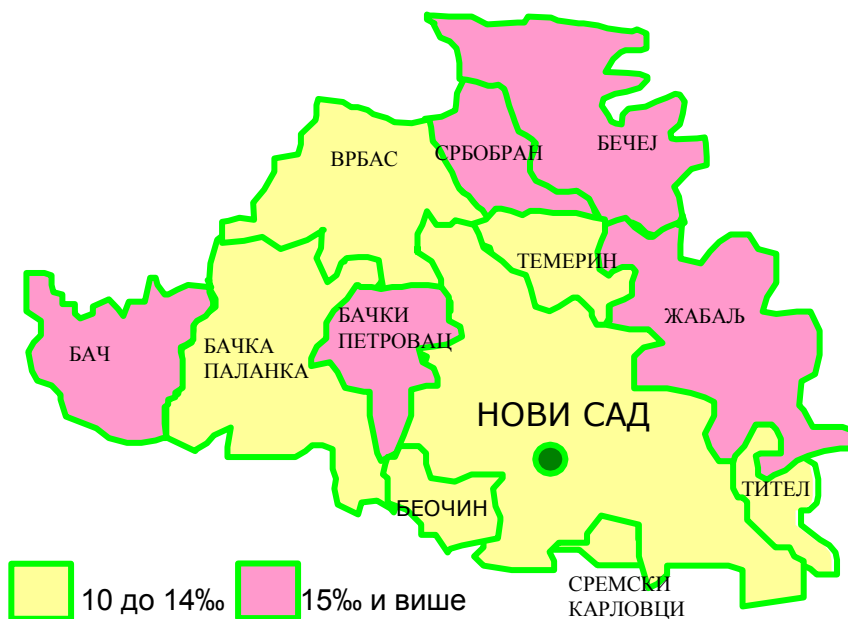 ВРБАС
СРБОБРАН
БЕЧЕЈ
ТЕМЕРИН
ЖАБАЉ
БАЧ
БАЧКА
ПАЛАНКА
БАЧКИ
ПЕТРОВАЦ
НОВИ САД
ТИТЕЛ
БЕОЧИН
СРЕМСКИ
КАРЛОВЦИ
10 до 14‰
15‰ и више